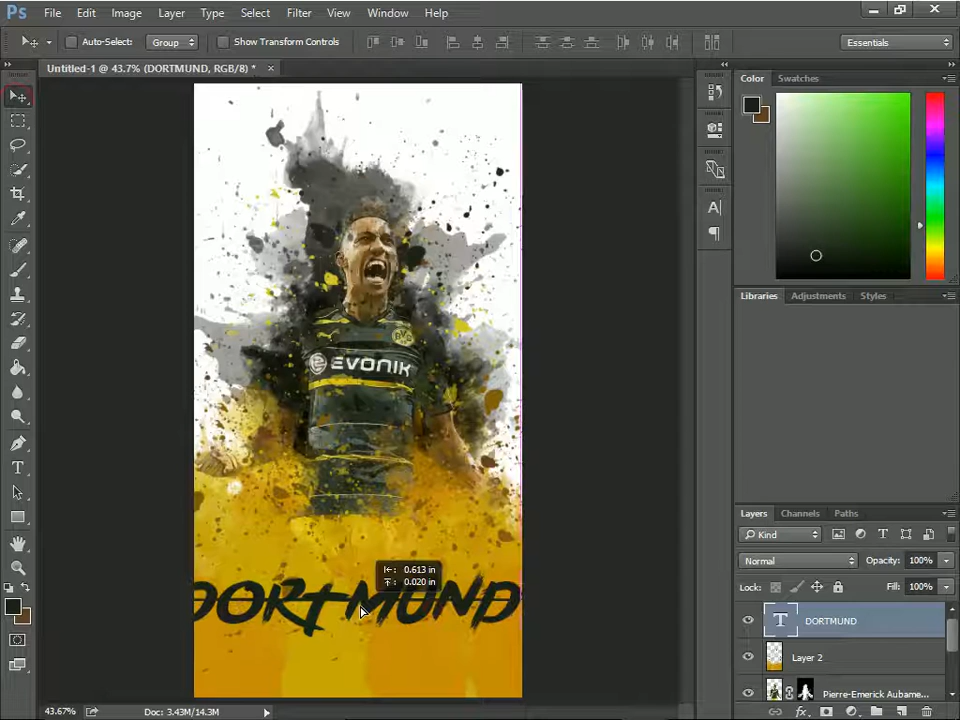 Ps File Edit Image Layer Type Select Filter View Window Help
Auto-Select: Group Show Transform Controls Essentials
Untitled-1 @ 43.7% (DORTMUND, RGB/8) *
Color Swatches
EVONIK
BVB
Libraries Adjustments Styles
Layers Channels Paths
Kind
Normal Opacity: 100%
Lock: Fill: 100%
0.613 in
0.020 in
DORTMUND
DORTMUND
Layer 2
Pierre-Emerick Aubame...
43.67% Doc: 3.43M/14.3M